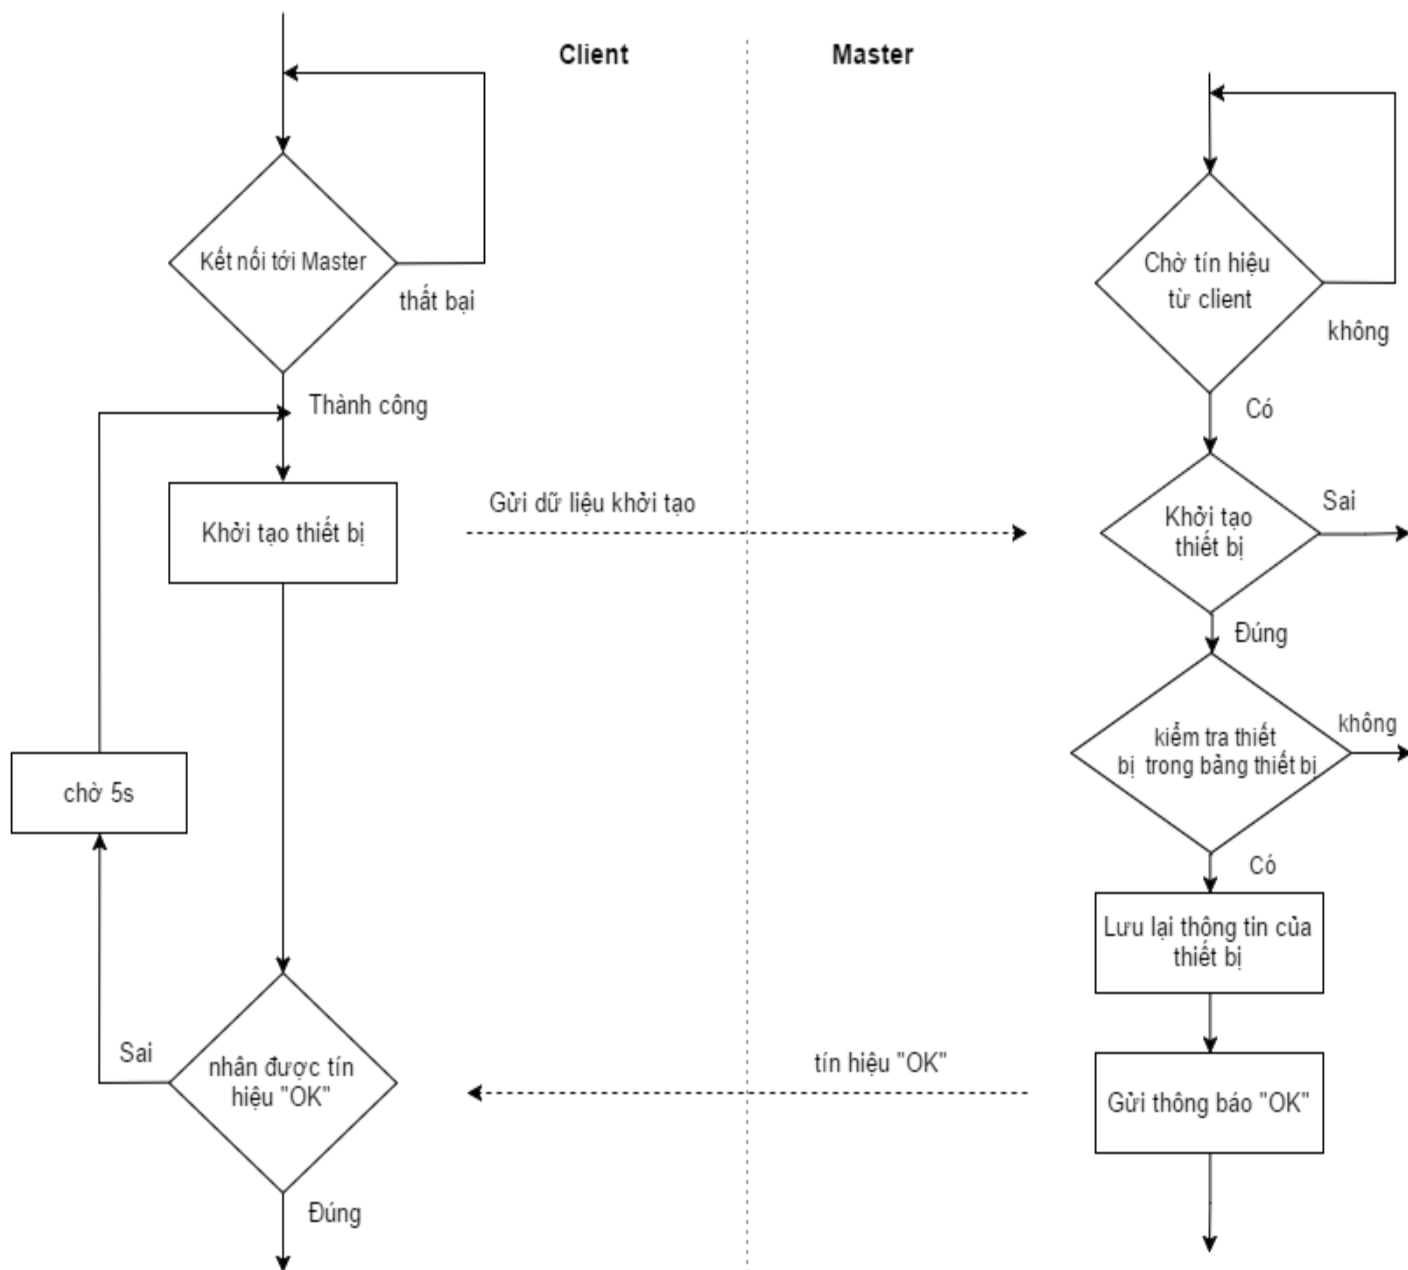 Client
Master
Kết nối tới Master
thất bại
Thành công
Khởi tạo thiết bị
chờ 5s
Sai
nhân được tín
hiệu "OK"
Đúng
Gửi dữ liệu khởi tạo
tín hiệu "OK"
Chờ tín hiệu
từ client
không
Có
Khởi tạo
thiết bị
Sai
Đúng
kiểm tra thiết
bị trong bảng thiết bi
không
Có
Lưu lại thông tin của
thiết bị
Gửi thông báo "OK"